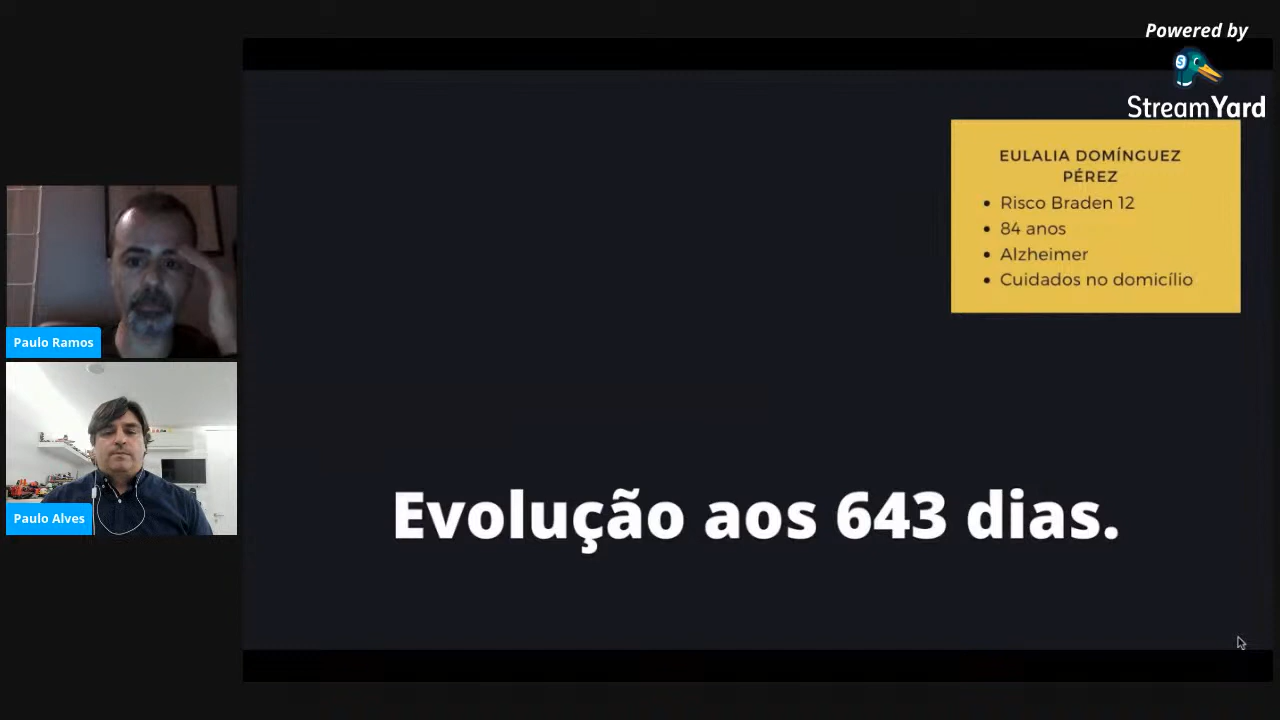 Powered by
StreamYard
EULALIA DOMÍNGUEZ
PÉREZ
• Risco Braden 12
• 84 anos
• Alzheimer
• Cuidados no domicílio
Paulo Ramos
Paulo Alves
Evolução aos 643 dias.